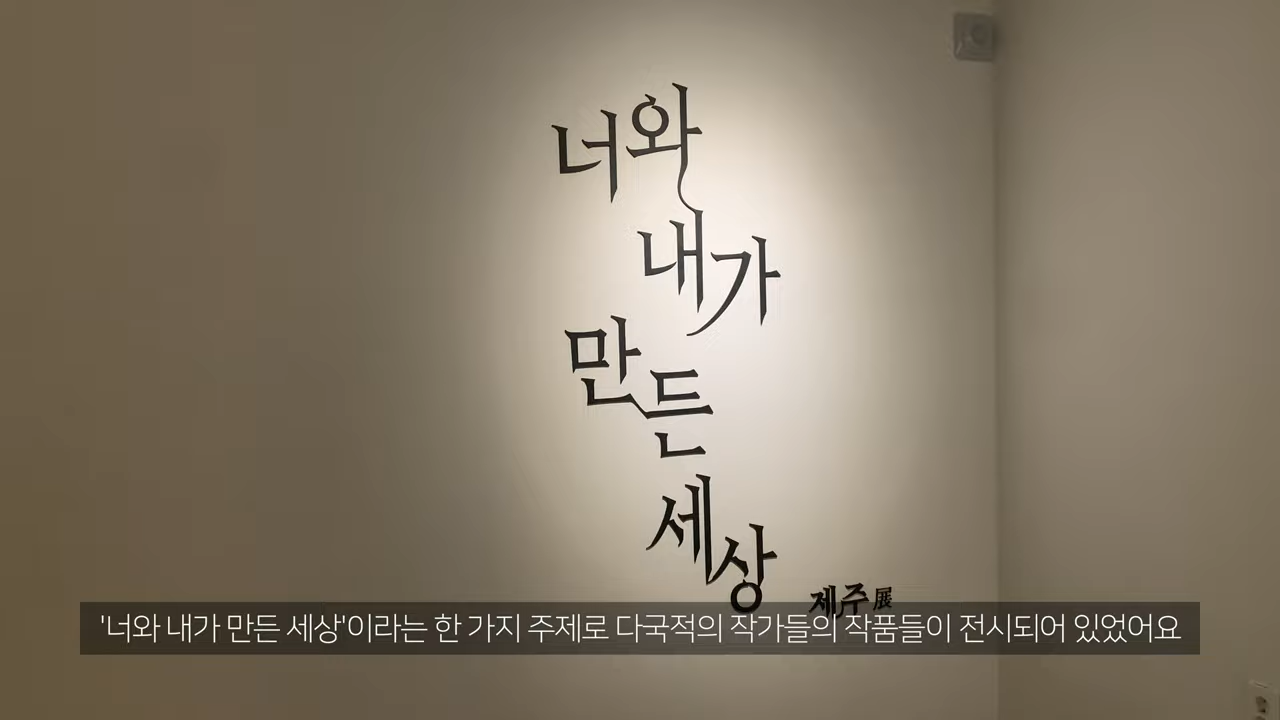 너와
내가
만든
세상
제주展
'너와 내가 만든 세상'이라는 한 가지 주제로 다국적의 작가들의 작품들이 전시되어 있었어요